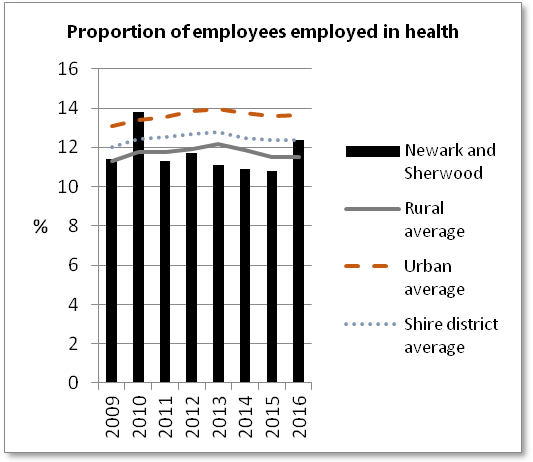 Proportion of employees employed in health
16
14
12
10
8
6
4
2
0
%
2009
2010
2011
2012
2013
2014
2015
2016
Newark and
Sherwood
Rural
average
Urban
average
Shire district
average